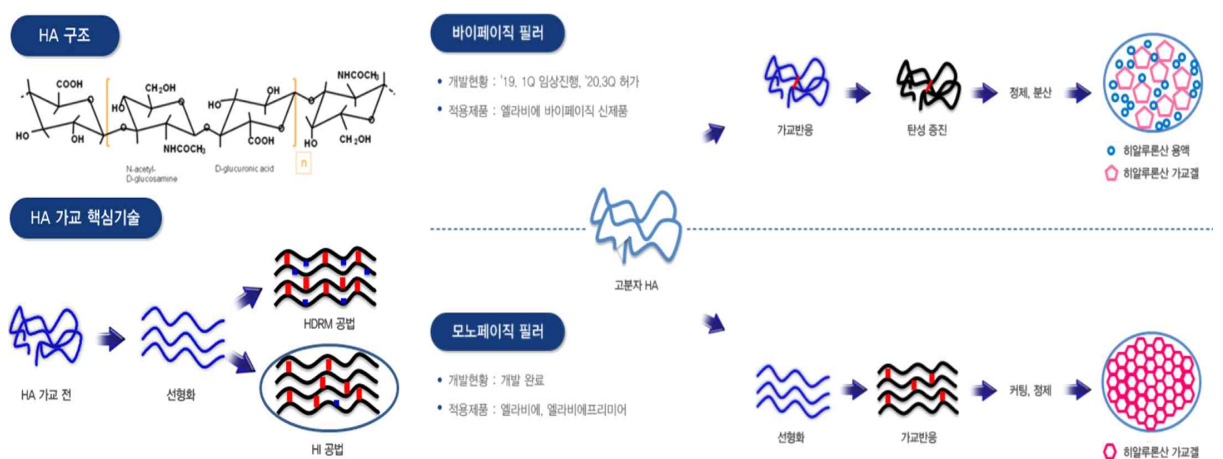 HA 구조
COOH
OH
HO
CH₂OH
HO
NHCOCH₃
N-acetyl-
D-glucosamine
OH
OH
COOH
D-glucuronic acid
NHCOCH₃
HO
CH₂OH
OH
n
HA 가교 핵심기술
HA 가교 전
선형화
HDRM 공법
HI 공법
바이페이직 필러
• 개발현황 : '19, 1Q 임상진행, '20,3Q 허가
• 적용제품 : 엘라비에 바이페이직 신제품
가교반응
탄성 증진
정제, 분산
히알루론산 용액
히알루론산 가교겔
고분자 HA
모노페이직 필러
• 개발현황 : 개발 완료
• 적용제품 : 엘라비에, 엘라비에프리미어
선형화
가교반응
커팅, 정제
히알루론산 가교겔